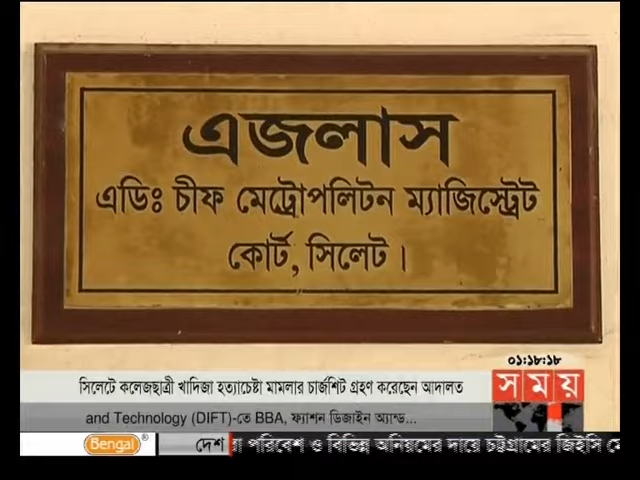 এজলাস
এডিঃ চীফ মেট্রোপলিটন ম্যাজিস্ট্রেট
কোর্ট, সিলেট।
০১:১৮:১৮
সিলেটে কলেজছাত্রী খাদিজা হত্যাচেষ্টা মামলার চার্জশিট গ্রহণ করেছেন আদালত
সময়
and Technology (DIFT)-তে BBA, ফ্যাশন ডিজাইন অ্যান্ড...
Bengal® দেশ পরিবেশ ও বিভিন্ন অনিয়মের দায়ে চট্টগ্রামের জিইসি